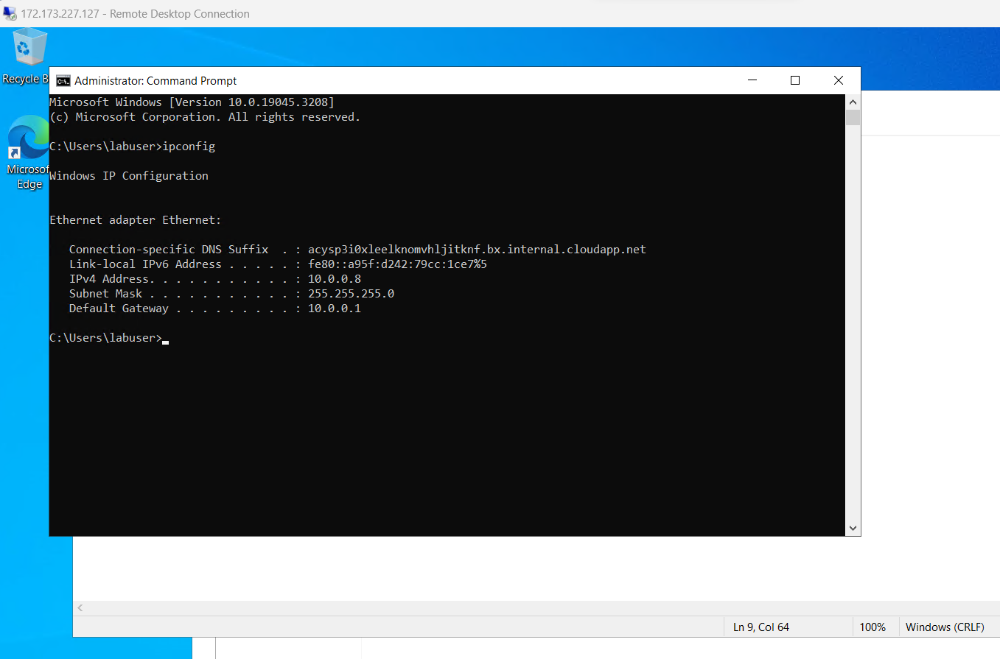 172.173.227.127 - Remote Desktop Connection
Recycle B
Administrator: Command Prompt
Microsoft Windows [Version 10.0.19045.3208]
(c) Microsoft Corporation. All rights reserved.
C:\Users\labuser>ipconfig
Microsof
Edge
Windows IP Configuration
Ethernet adapter Ethernet:
Connection-specific DNS Suffix  . : acysp3i0xleelknomvhljitknf.bx.internal.cloudapp.net
Link-local IPv6 Address . . . . . : fe80::a95f:d242:79cc:1ce7%5
IPv4 Address. . . . . . . . . . . : 10.0.0.8
Subnet Mask . . . . . . . . . . . : 255.255.255.0
Default Gateway . . . . . . . . . : 10.0.0.1
C:\Users\labuser>
Ln 9, Col 64
100%
Windows (CRLF)